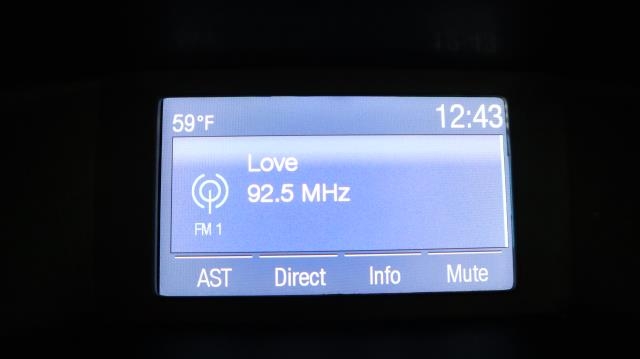 59°F 12:43
Love
92.5 MHz
FM 1
AST Direct Info Mute